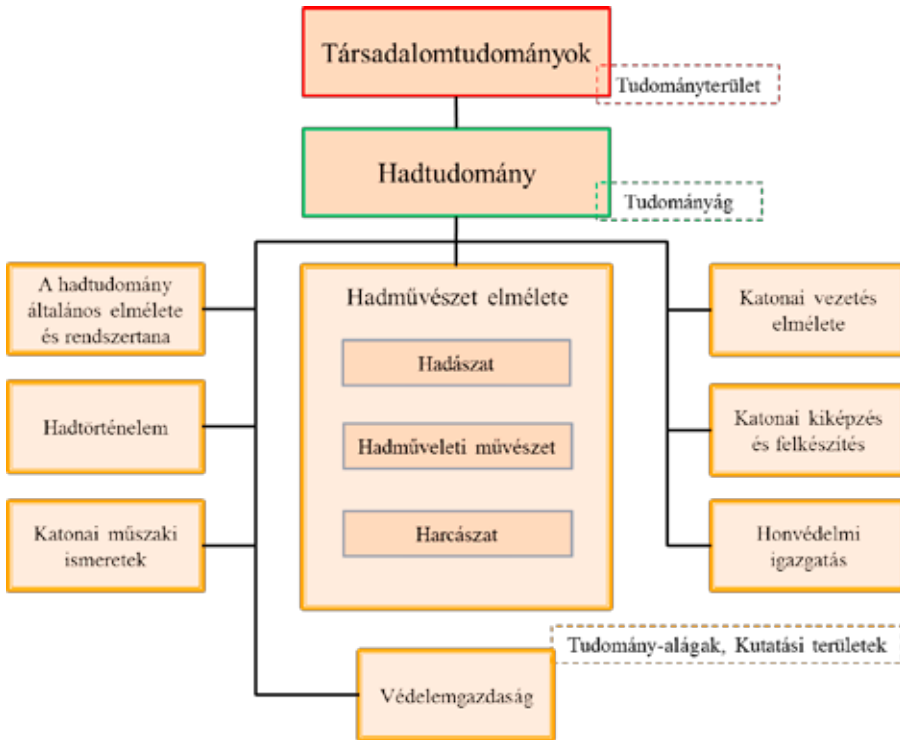 Társadalomtudományok
Tudományterület
Hadtudomány
Tudományág
A hadtudomány
általános elmélete
és rendszertana
Hadtörténelem
Katonai műszaki
ismeretek
Hadművészet elmélete
Hadászat
Hadműveleti művészet
Harcászat
Katonai vezetés
elmélete
Katonai kiképzés
és felkészítés
Honvédelmi
igazgatás
Tudomány-alágak, Kutatási területek
Védelemgazdaság